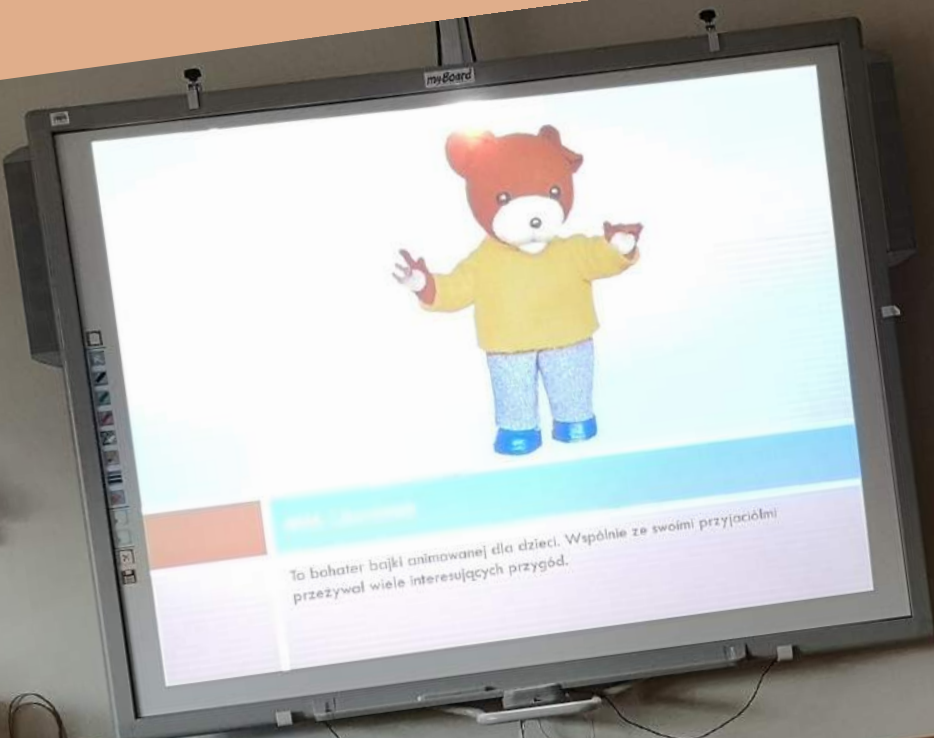 myBoard
To bohater bajki animowanej dla dzieci. Wspólnie ze swoimi przyjaciółmi
przeżywał wiele interesujących przygód.